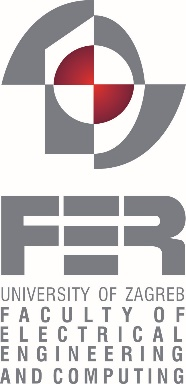 FER
UNIVERSITY OF ZAGREB
FACULTY OF
ELECTRICAL
ENGINEERING
AND COMPUTING